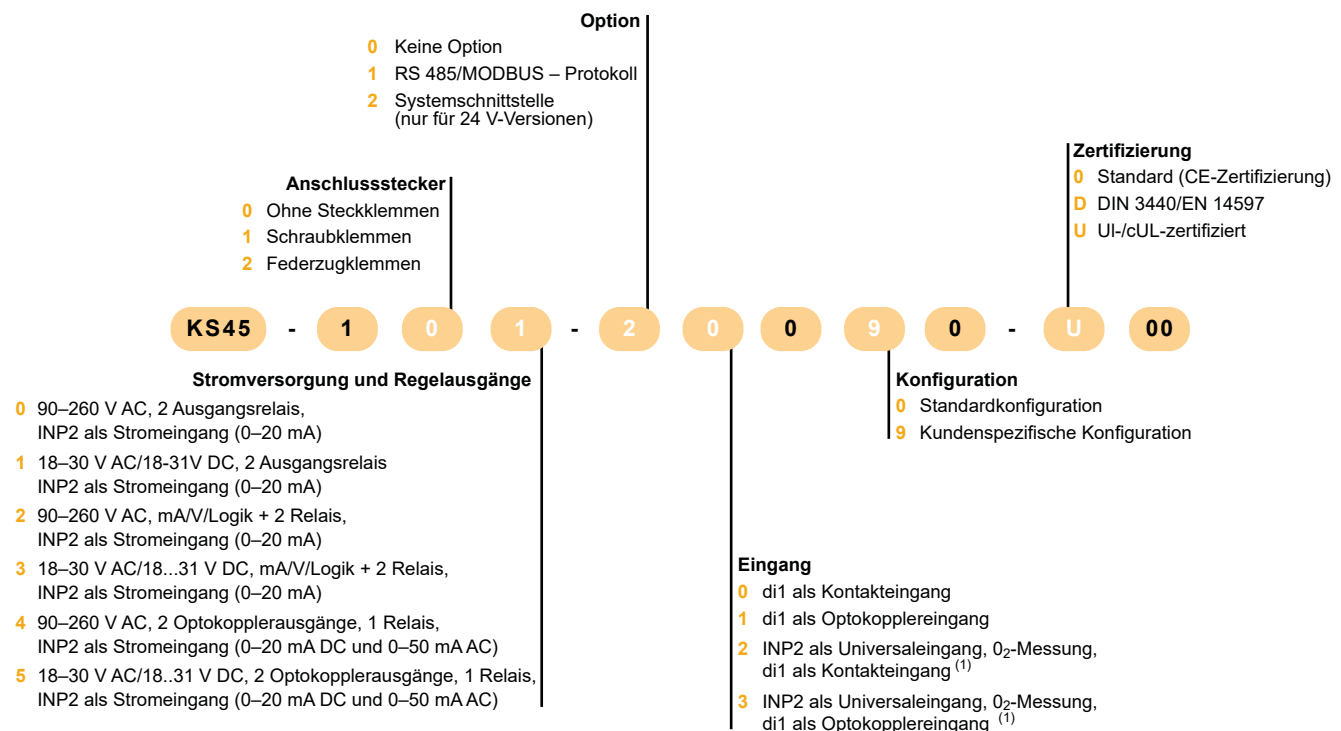 Option
0 Keine Option
1 RS 485/MODBUS – Protokoll
2 Systemschnittstelle
(nur für 24 V-Versionen)
Zertifizierung
0 Standard (CE-Zertifizierung)
D DIN 3440/EN 14597
U Ul-/cUL-zertifiziert
Anschlussstecker
0 Ohne Steckklemmen
1 Schraubklemmen
2 Federzugklemmen
KS45 - 1 0 1 - 2 0 0 9 0 - U 00
Stromversorgung und Regelausgänge
0 90–260 V AC, 2 Ausgangsrelais,
INP2 als Stromeingang (0–20 mA)
1 18–30 V AC/18-31V DC, 2 Ausgangsrelais
INP2 als Stromeingang (0–20 mA)
2 90–260 V AC, mA/V/Logik + 2 Relais,
INP2 als Stromeingang (0–20 mA)
3 18–30 V AC/18...31 V DC, mA/V/Logik + 2 Relais,
INP2 als Stromeingang (0–20 mA)
4 90–260 V AC, 2 Optokopplerausgänge, 1 Relais,
INP2 als Stromeingang (0–20 mA DC und 0–50 mA AC)
5 18–30 V AC/18..31 V DC, 2 Optokopplerausgänge, 1 Relais,
INP2 als Stromeingang (0–20 mA DC und 0–50 mA AC)
Konfiguration
0 Standardkonfiguration
9 Kundenspezifische Konfiguration
Eingang
0 di1 als Kontakteingang
1 di1 als Optokopplereingang
2 INP2 als Universaleingang, 0₂-Messung,
di1 als Kontakteingang (1)
3 INP2 als Universaleingang, 0₂-Messung,
di1 als Optokopplereingang (1)